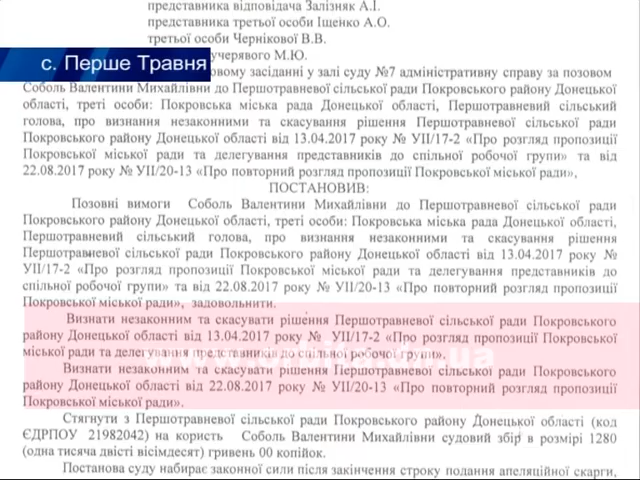 представника відповідача Залізняк А.І.
представника третьої особи Іщенко А.О.
третьої особи Чернікової В.В.
учерявого М.Ю.
с. Перше Травня
овому засіданні у залі суду №7 адміністративну справу за позовом
Соболь Валентини Михайлівни до Першотравневої сільської ради Покровського району Донецької
області, треті особи: Покровська міська рада Донецької області, Першотравневий сільський
голова, про визнання незаконними та скасування рішення Першотравневої сільської ради
Покровського району Донецької області від 13.04.2017 року № УІІ/17-2 «Про розгляд пропозиції
Покровської міської ради та делегування представників до спільної робочої групи» та від
22.08.2017 року № УІІ/20-13 «Про повторний розгляд пропозиції Покровської міської ради»,
ПОСТАНОВИВ:
Позовні вимоги Соболь Валентини Михайлівни до Першотравневої сільської ради
Покровського району Донецької області, треті особи: Покровська міська рада Донецької області,
Першотравневий сільський голова, про визнання незаконними та скасування рішення
Першотравневої сільської ради Покровського району Донецької області від 13.04.2017 року №
УІІ/17-2 «Про розгляд пропозиції Покровської міської ради та делегування представників до
спільної робочої групи» та від 22.08.2017 року № УІІ/20-13 «Про повторний розгляд пропозиції
Покровської міської ради», задовольнити.
Визнати незаконним та скасувати рішення Першотравневої сільської ради Покровського
району Донецької області від 13.04.2017 року № УІІ/17-2 «Про розгляд пропозиції Покровської
міської ради та делегування представників до спільної робочої групи».
Визнати незаконним та скасувати рішення Першотравневої сільської ради Покровського
району Донецької області від 22.08.2017 року № УІІ/20-13 «Про повторний розгляд пропозиції
Покровської міської ради».
Стягнути з Першотравневої сільської ради Покровського району Донецької області (код
ЄДРПОУ 21982042) на користь Соболь Валентини Михайлівни судовий збір в розмірі 1280
(одна тисяча двісті вісімдесят) гривень 00 копійок.
Постанова суду набирає законної сили після закінчення строку подання апеляційної скарги,